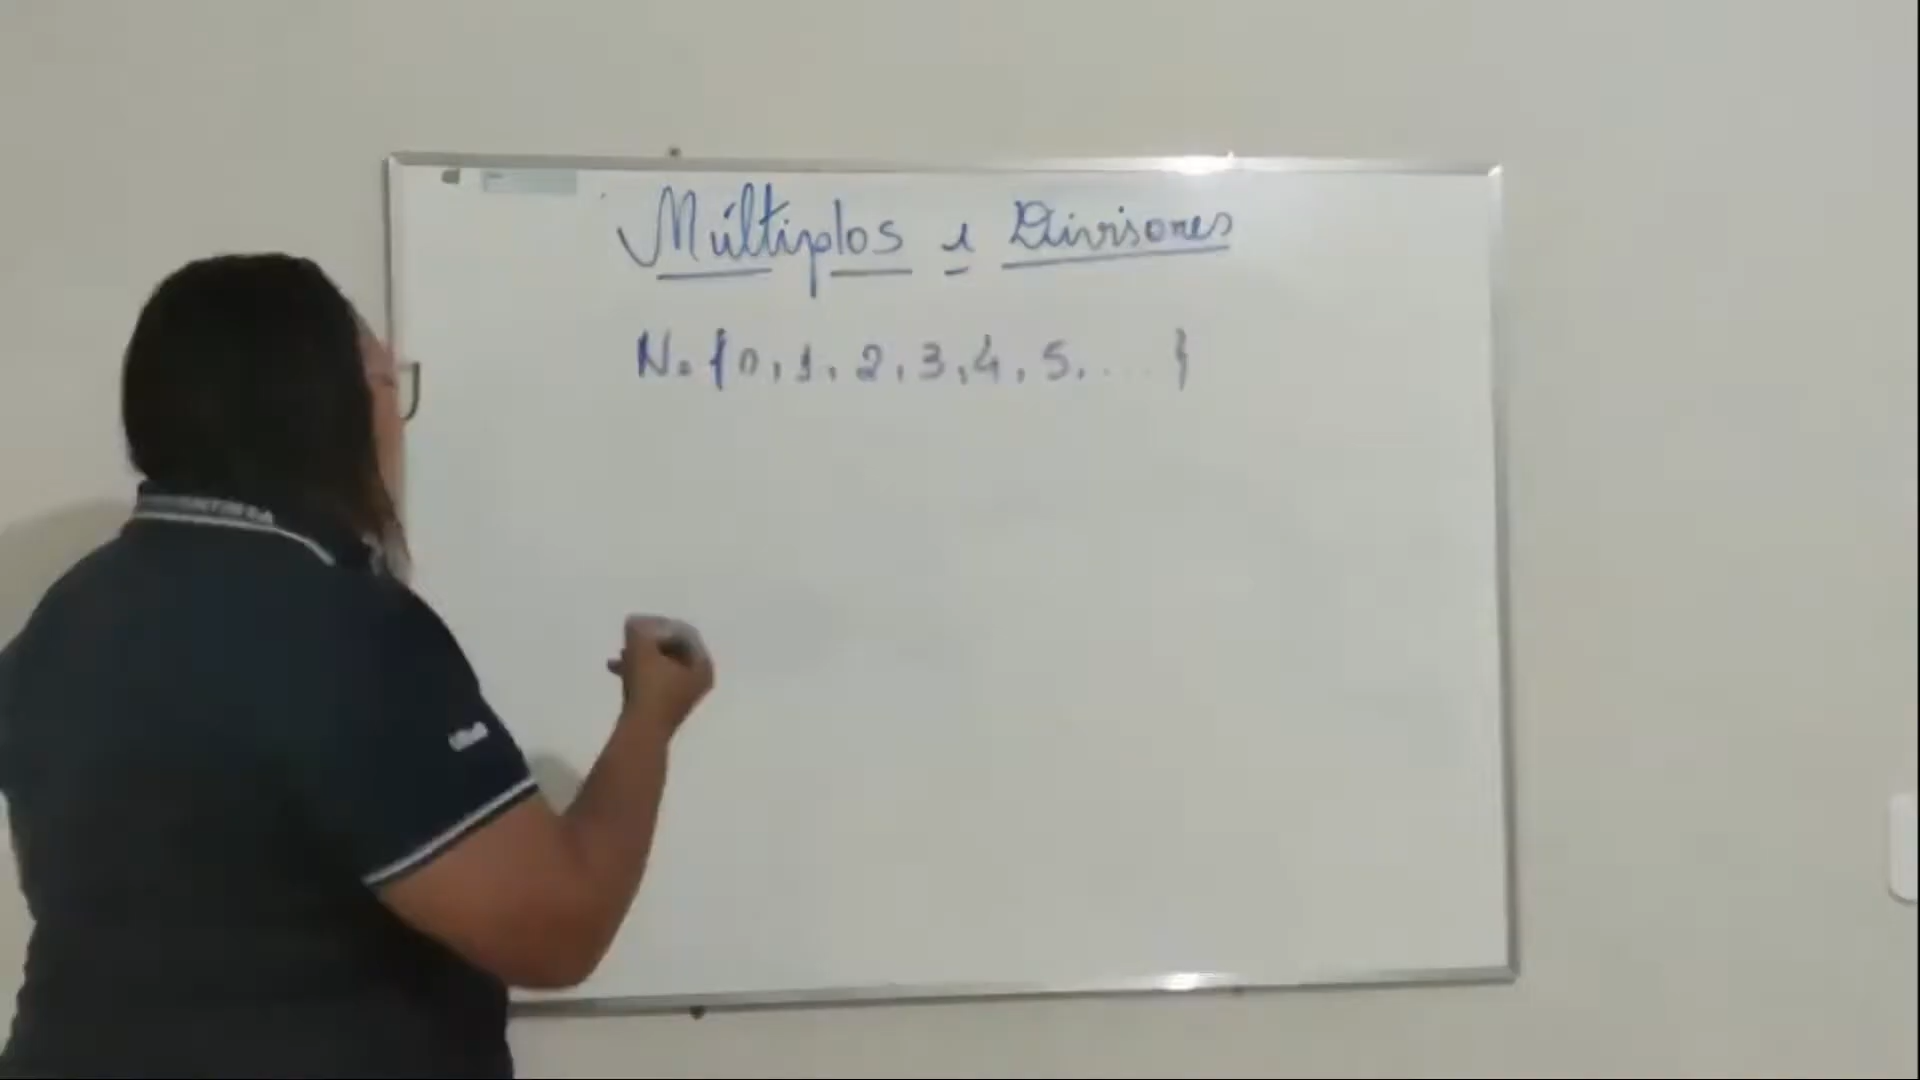 Múltiplos e Divisores
N = { 0, 1, 2, 3, 4, 5, ... }